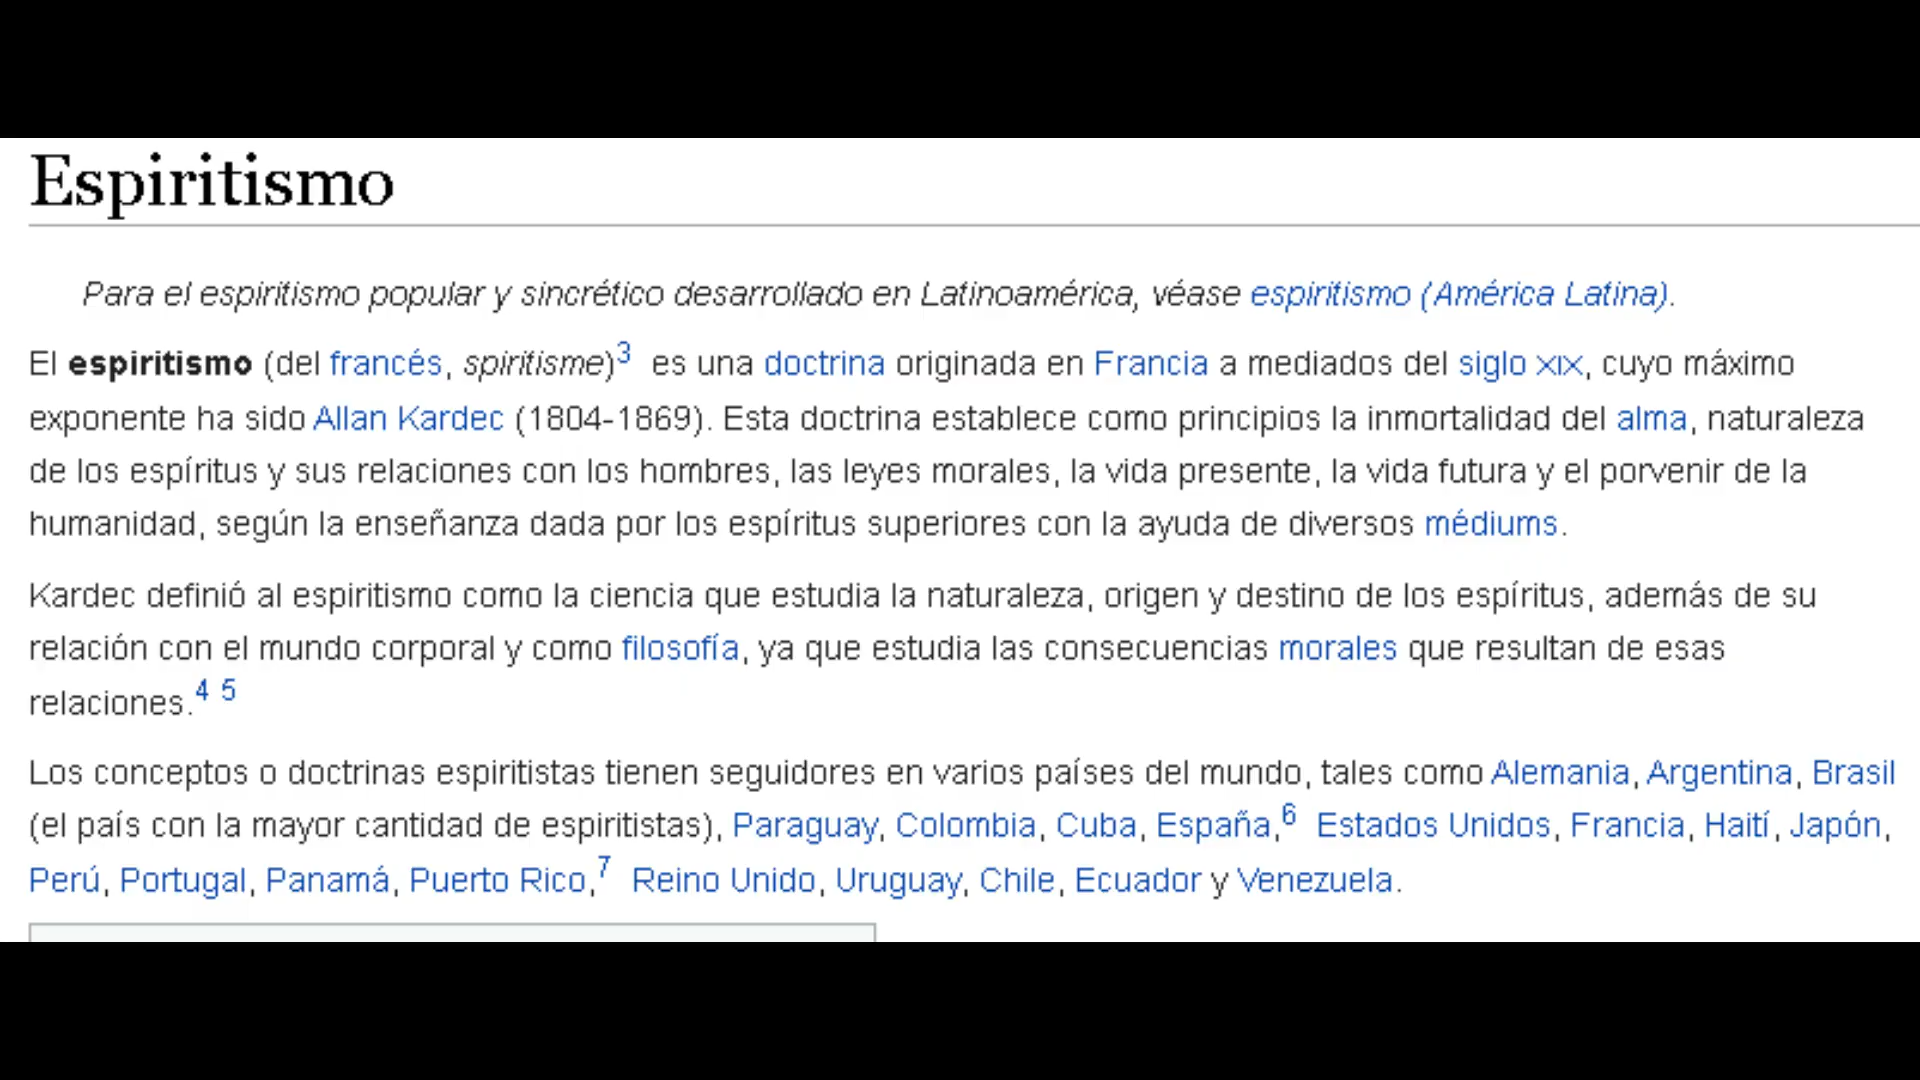 Espiritismo
Para el espiritismo popular y sincrético desarrollado en Latinoamérica, véase espiritismo (América Latina).
El espiritismo (del francés, spiritisme)3 es una doctrina originada en Francia a mediados del siglo XIX, cuyo máximo
exponente ha sido Allan Kardec (1804-1869). Esta doctrina establece como principios la inmortalidad del alma, naturaleza
de los espíritus y sus relaciones con los hombres, las leyes morales, la vida presente, la vida futura y el porvenir de la
humanidad, según la enseñanza dada por los espíritus superiores con la ayuda de diversos médiums.
Kardec definió al espiritismo como la ciencia que estudia la naturaleza, origen y destino de los espíritus, además de su
relación con el mundo corporal y como filosofía, ya que estudia las consecuencias morales que resultan de esas
relaciones.4 5
Los conceptos o doctrinas espiritistas tienen seguidores en varios países del mundo, tales como Alemania, Argentina, Brasil
(el país con la mayor cantidad de espiritistas), Paraguay, Colombia, Cuba, España,6 Estados Unidos, Francia, Haití, Japón,
Perú, Portugal, Panamá, Puerto Rico,7 Reino Unido, Uruguay, Chile, Ecuador y Venezuela.